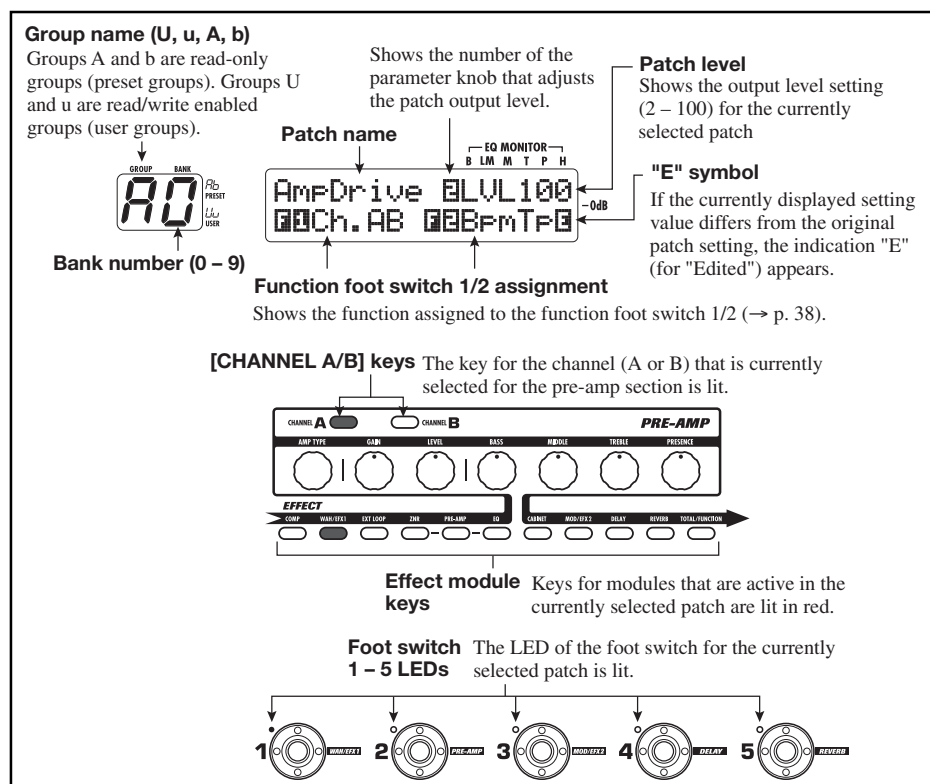 Group name (U, u, A, b)
Groups A and b are read-only
groups (preset groups). Groups U
and u are read/write enabled
groups (user groups).
Shows the number of the
parameter knob that adjusts
the patch output level.
Patch level
Shows the output level setting
(2 – 100) for the currently
selected patch
Patch name
EQ MONITOR
B LM M T P H
GROUP BANK
A0
Ab
PRESET
Uu
USER
AmpDrive 2LVL100
-0dB
F1Ch.AB F2BpmTpE
"E" symbol
If the currently displayed setting
value differs from the original
patch setting, the indication "E"
(for "Edited") appears.
Bank number (0 – 9)
Function foot switch 1/2 assignment
Shows the function assigned to the function foot switch 1/2 (→ p. 38).
[CHANNEL A/B] keys
The key for the channel (A or B) that is currently
selected for the pre-amp section is lit.
CHANNEL A CHANNEL B PRE-AMP
AMP TYPE GAIN LEVEL BASS MIDDLE TREBLE PRESENCE
EFFECT
COMP WAH/EFX1 EXT LOOP ZNR PRE-AMP EQ CABINET MOD/EFX2 DELAY REVERB TOTAL/FUNCTION
Effect module
keys
Keys for modules that are active in the
currently selected patch are lit in red.
Foot switch
1 – 5 LEDs
The LED of the foot switch for the currently
selected patch is lit.
1 WAH/EFX1 2 PRE-AMP 3 MOD/EFX2 4 DELAY 5 REVERB